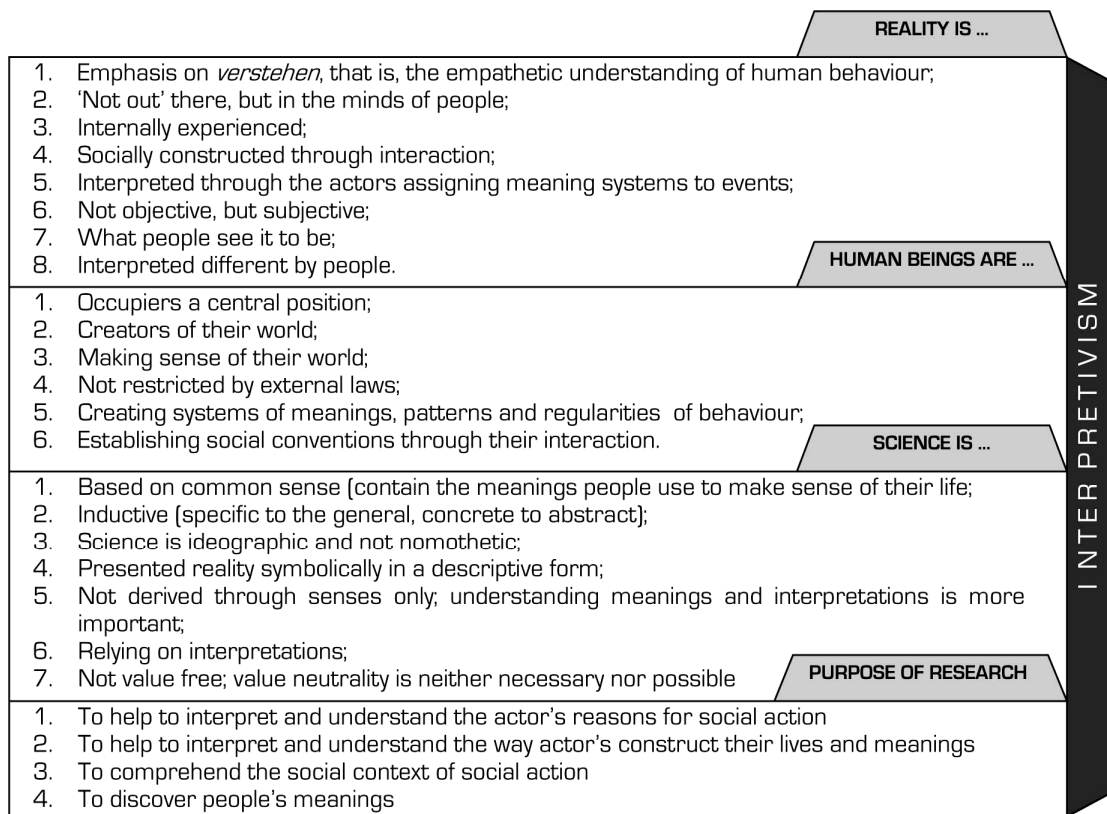 REALITY IS ...
1. Emphasis on verstehen, that is, the empathetic understanding of human behaviour;
2. 'Not out' there, but in the minds of people;
3. Internally experienced;
4. Socially constructed through interaction;
5. Interpreted through the actors assigning meaning systems to events;
6. Not objective, but subjective;
7. What people see it to be;
8. Interpreted different by people.
HUMAN BEINGS ARE ...
1. Occupiers a central position;
2. Creators of their world;
3. Making sense of their world;
4. Not restricted by external laws;
5. Creating systems of meanings, patterns and regularities of behaviour;
6. Establishing social conventions through their interaction.
SCIENCE IS ...
1. Based on common sense (contain the meanings people use to make sense of their life;
2. Inductive (specific to the general, concrete to abstract);
3. Science is ideographic and not nomothetic;
4. Presented reality symbolically in a descriptive form;
5. Not derived through senses only; understanding meanings and interpretations is more
important;
6. Relying on interpretations;
7. Not value free; value neutrality is neither necessary nor possible
PURPOSE OF RESEARCH
1. To help to interpret and understand the actor's reasons for social action
2. To help to interpret and understand the way actor's construct their lives and meanings
3. To comprehend the social context of social action
4. To discover people's meanings
INTERPRETIVISM